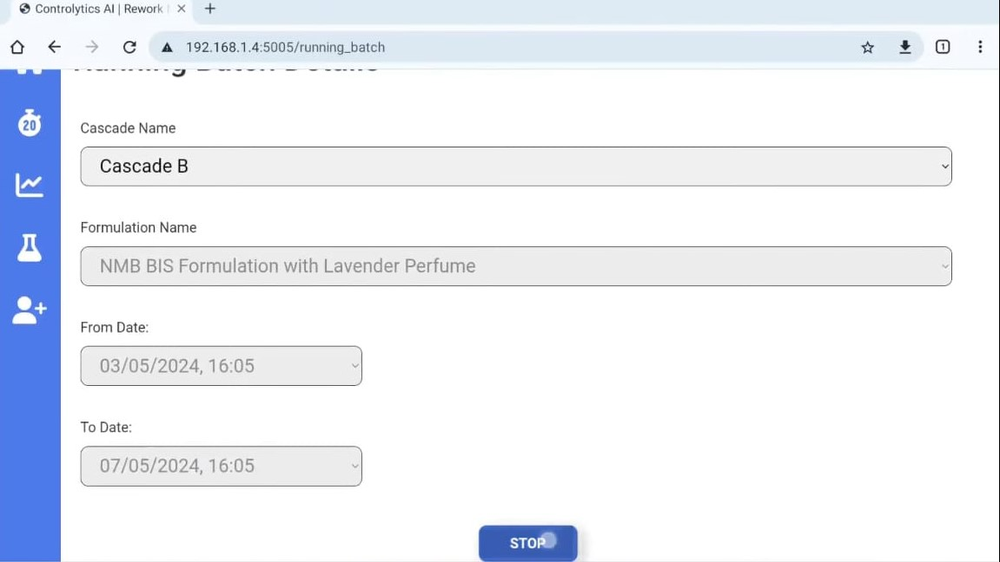 Controlytics AI | Rework
192.168.1.4:5005/running_batch
1
Running Batch Details
20
Cascade Name
Cascade B
Formulation Name
NMB BIS Formulation with Lavender Perfume
From Date:
03/05/2024, 16:05
To Date:
07/05/2024, 16:05
STOP